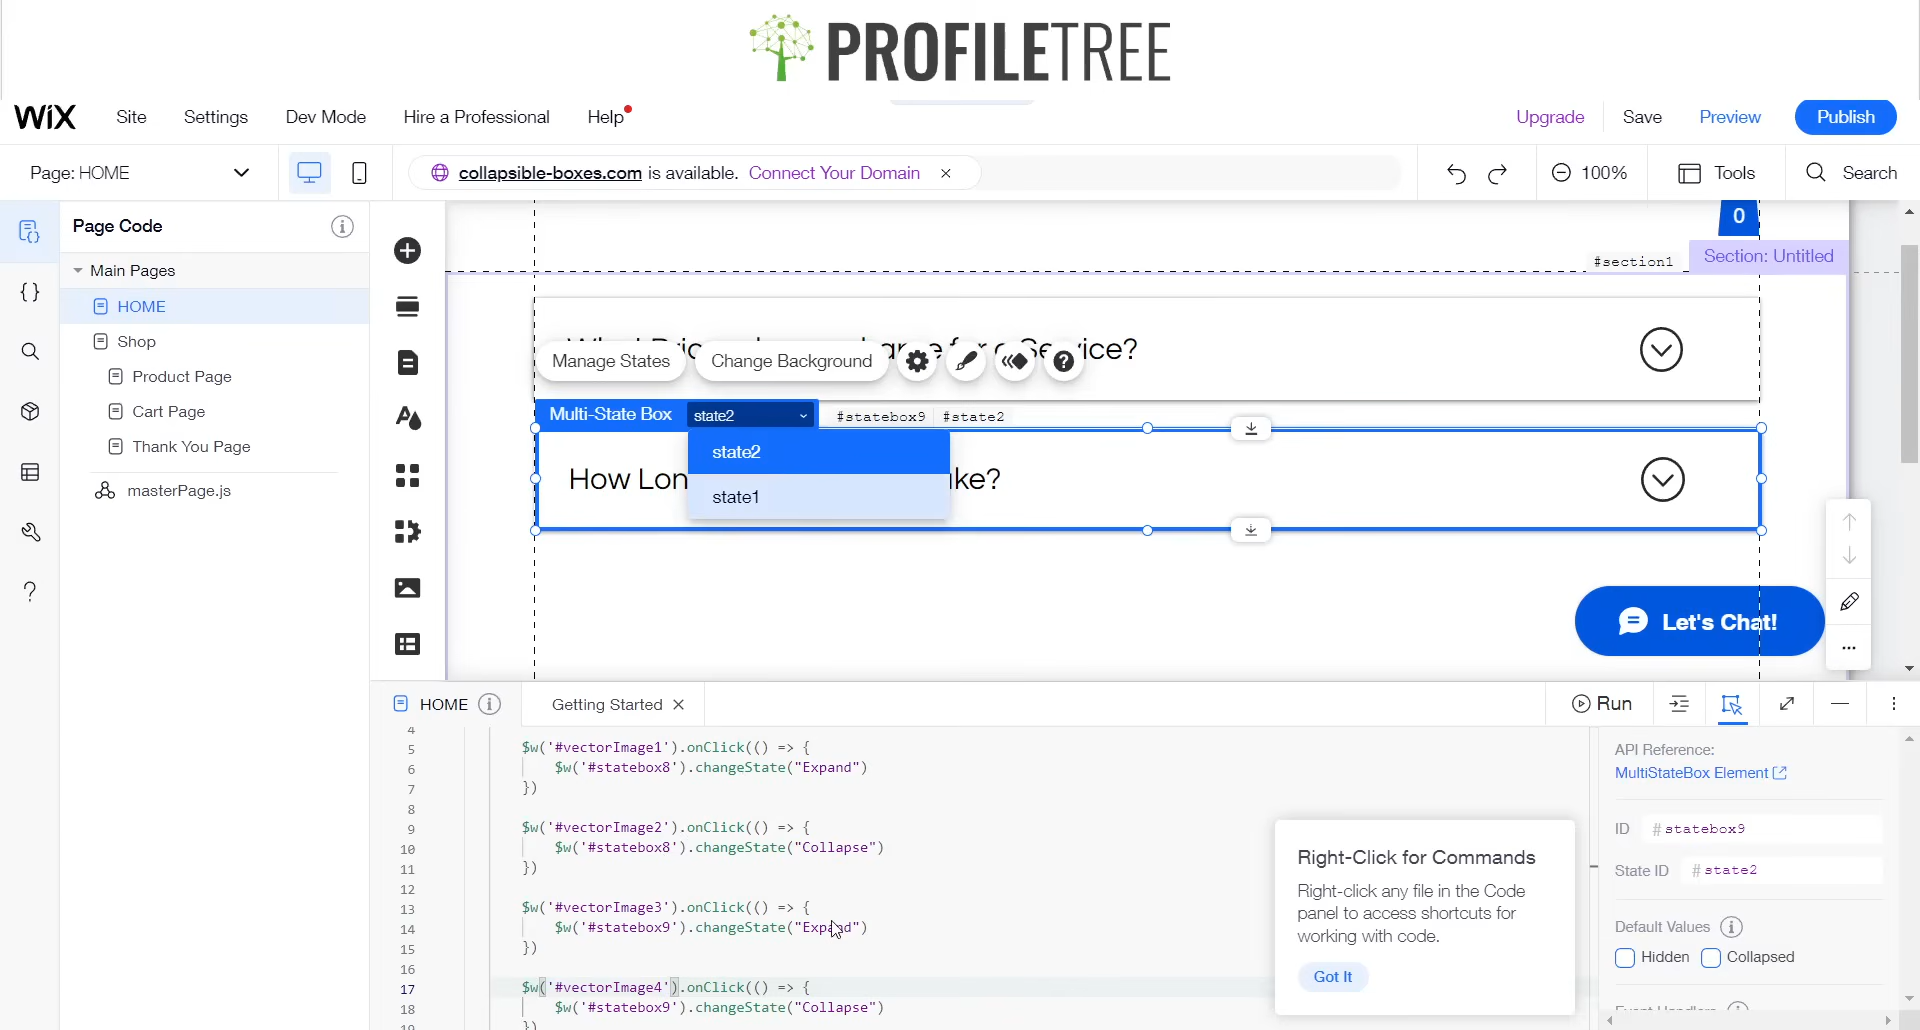 PROFILETREE
WiX Site Settings Dev Mode Hire a Professional Help Upgrade Save Preview Publish
Page: HOME collapsible-boxes.com is available. Connect Your Domain × 100% Tools Search
Page Code
Main Pages
HOME
Shop
Product Page
Cart Page
Thank You Page
masterPage.js
0
#section1 Section: Untitled
Service?
Manage States Change Background
Multi-State Box state2 #statebox9 #state2
state2
state1
How Lon ke?
Let's Chat!
HOME Getting Started × Run
4
5 $w('#vectorImage1').onClick(() => {
6 $w('#statebox8').changeState("Expand")
7 })
8
9 $w('#vectorImage2').onClick(() => {
10 $w('#statebox8').changeState("Collapse")
11 })
12
13 $w('#vectorImage3').onClick(() => {
14 $w('#statebox9').changeState("Expand")
15 })
16
17 $w('#vectorImage4').onClick(() => {
18 $w('#statebox9').changeState("Collapse")
19 })
Right-Click for Commands
Right-click any file in the Code
panel to access shortcuts for
working with code.
Got It
API Reference:
MultiStateBox Element
ID # statebox9
State ID # state2
Default Values
Hidden Collapsed
Event Handlers